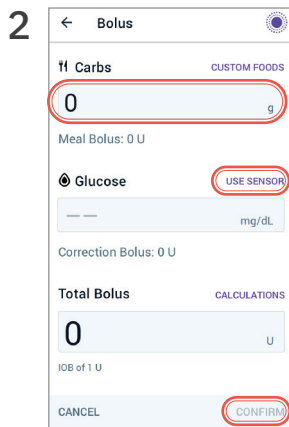 2
Bolus
Carbs CUSTOM FOODS
0 g
Meal Bolus: 0 U
Glucose USE SENSOR
—— mg/dL
Correction Bolus: 0 U
Total Bolus CALCULATIONS
0 U
IOB of 1 U
CANCEL CONFIRM